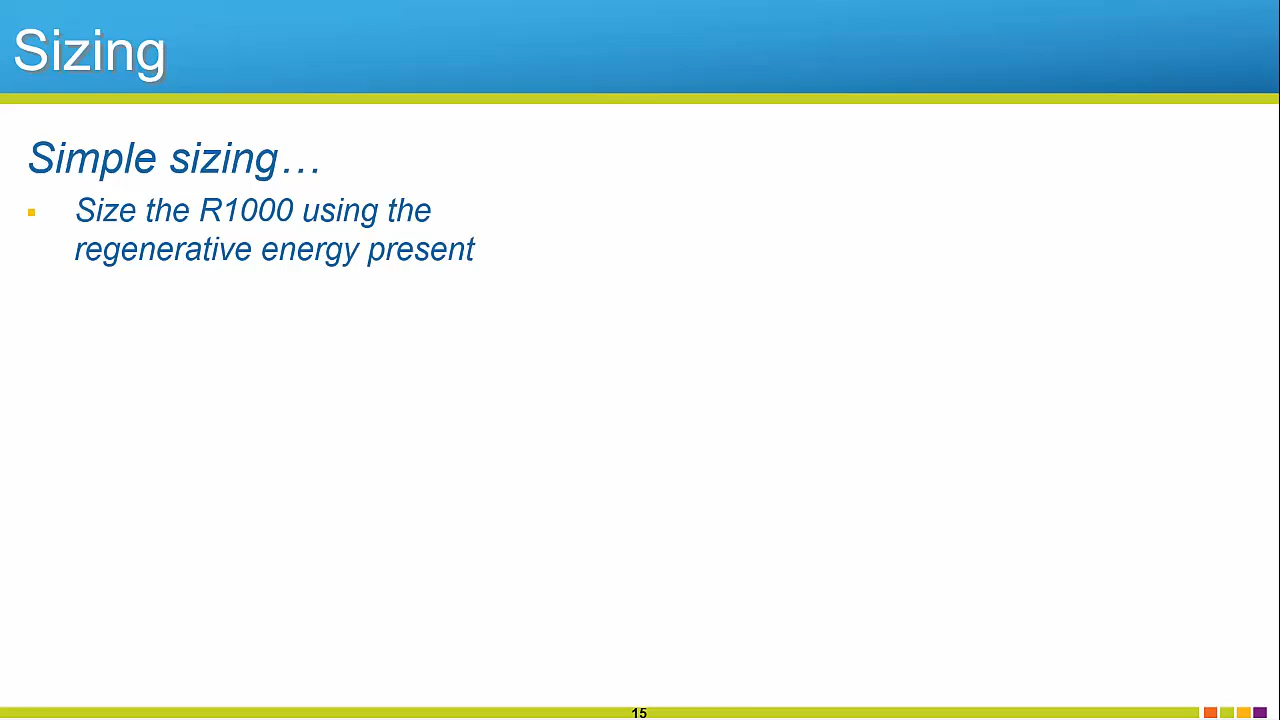 Sizing
Simple sizing…
Size the R1000 using the
regenerative energy present
15